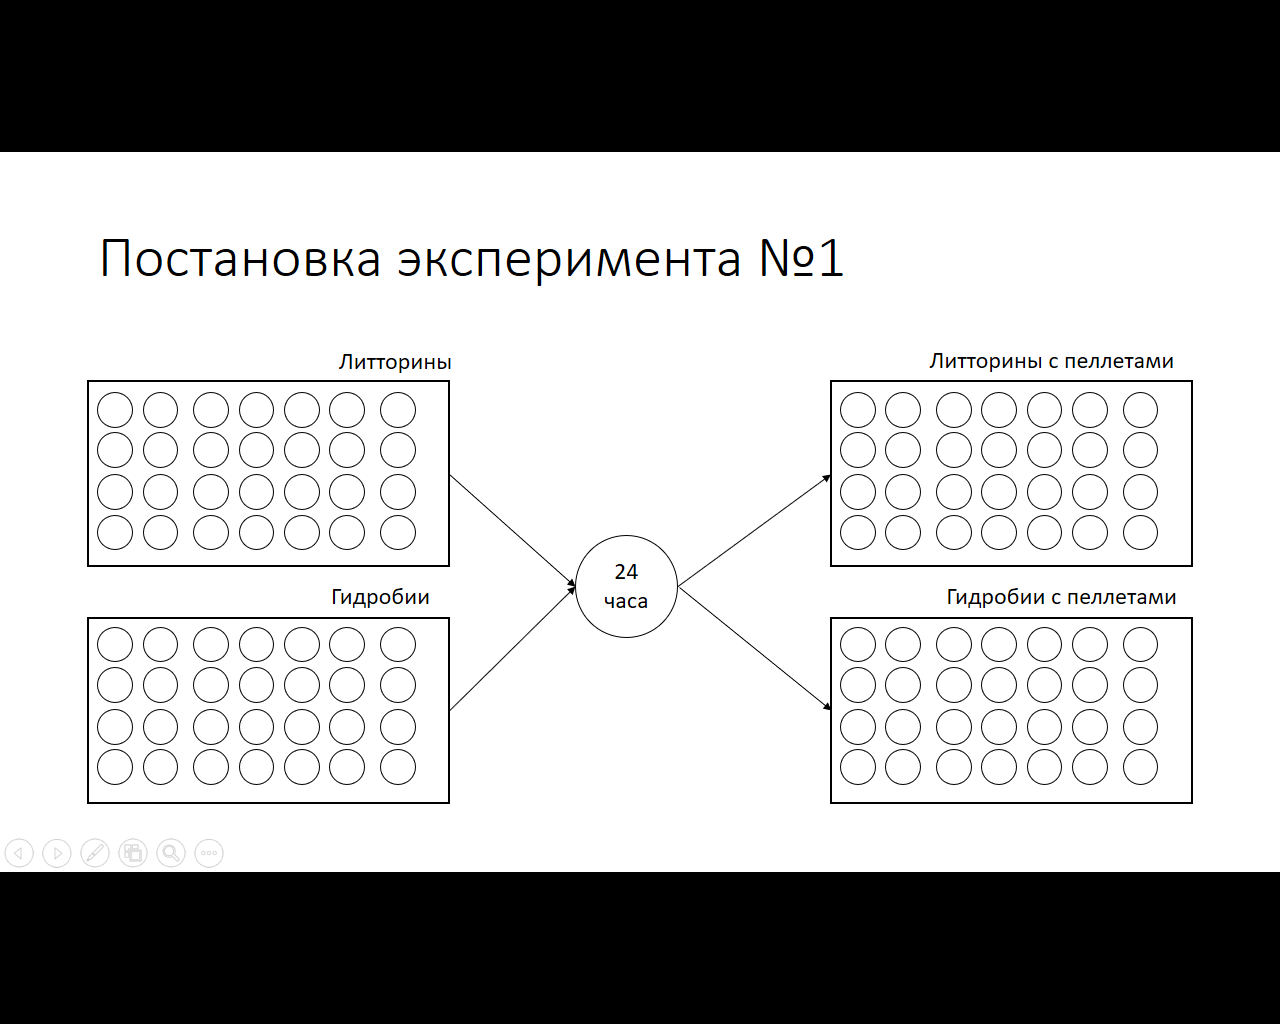 Постановка эксперимента №1
Литторины
Литторины с пеллетами
24
часа
Гидробии
Гидробии с пеллетами